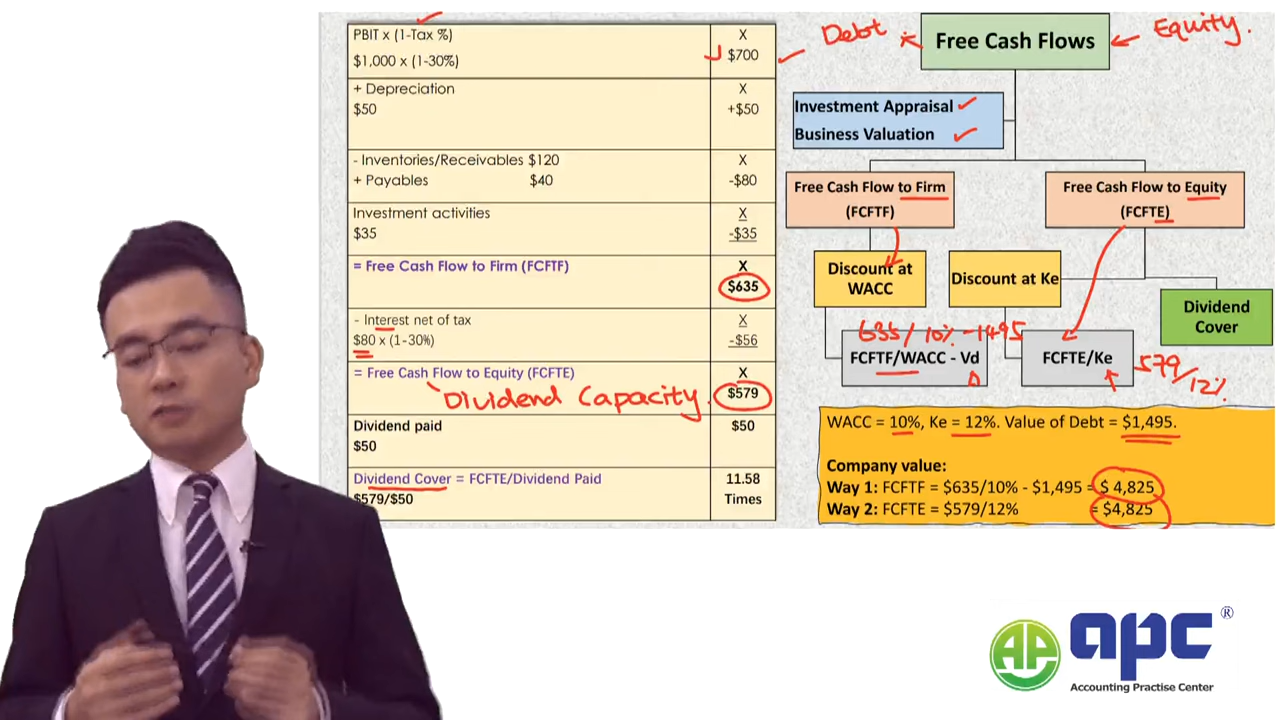 PBIT x (1-Tax %)
X
$1,000 x (1-30%)
$700
+ Depreciation
X
$50
+$50
- Inventories/Receivables $120
X
+ Payables $40
-$80
Investment activities
X
$35
-$35
= Free Cash Flow to Firm (FCFTF)
X
$635
- Interest net of tax
X
$80 x (1-30%)
-$56
= Free Cash Flow to Equity (FCFTE)
X
$579
Dividend Capacity.
Dividend paid
$50
$50
Dividend Cover = FCFTE/Dividend Paid
11.58
$579/$50
Times
Debt
Free Cash Flows
Equity.
Investment Appraisal
Business Valuation
Free Cash Flow to Firm
(FCFTF)
Free Cash Flow to Equity
(FCFTE)
Discount at
WACC
Discount at Ke
Dividend
Cover
635/10% -1495
FCFTF/WACC - Vd
FCFTE/Ke
579/12%
WACC = 10%, Ke = 12%. Value of Debt = $1,495.
Company value:
Way 1: FCFTF = $635/10% - $1,495 = $ 4,825
Way 2: FCFTE = $579/12% = $4,825
AP
apc®
Accounting Practise Center